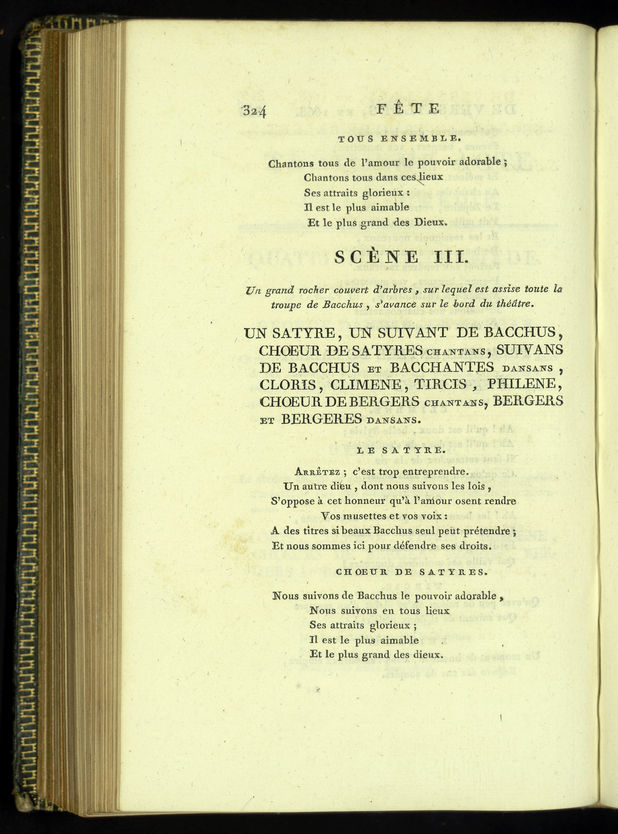 324 FÊTE
TOUS ENSEMBLE.
Chantons tous de l'amour le pouvoir adorable ;
Chantons tous dans ces lieux
Ses attraits glorieux :
Il est le plus aimable
Et le plus grand des Dieux.
SCÈNE III.
Un grand rocher couvert d'arbres , sur lequel est assise toute la
troupe de Bacchus , s'avance sur le bord du théâtre.
UN SATYRE, UN SUIVANT DE BACCHUS,
CHOEUR DE SATYRES CHANTANS, SUIVANS
DE BACCHUS ET BACCHANTES DANSANS ,
CLORIS, CLIMENE, TIRCIS , PHILENE,
CHOEUR DE BERGERS CHANTANS, BERGERS
ET BERGERES DANSANS.
LE SATYRE.
ARRÊTEZ ; c'est trop entreprendre.
Un autre dieu , dont nous suivons les lois ,
S'oppose à cet honneur qu'à l'amour osent rendre
Vos musettes et vos voix :
A des titres si beaux Bacchus seul peut prétendre ;
Et nous sommes ici pour défendre ses droits.
CHOEUR DE SATYRES.
Nous suivons de Bacchus le pouvoir adorable ,
Nous suivons en tous lieux
Ses attraits glorieux ;
Il est le plus aimable
Et le plus grand des dieux.